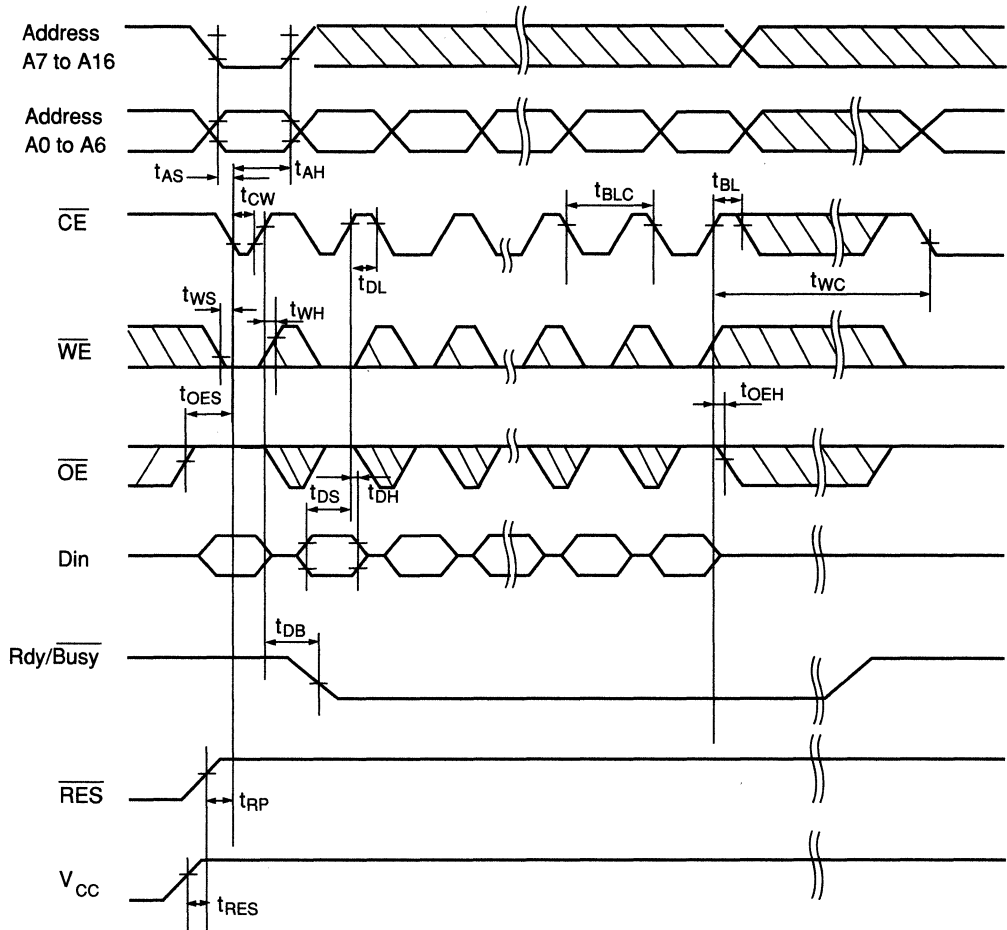 Address
A7 to A16
Address
A0 to A6
tAS
tAH
tCW
tBLC
tBL
CE
tDL
tWC
tWS
tWH
WE
tOES
tOEH
OE
tDS
tDH
Din
tDB
Rdy/Busy
RES
tRP
VCC
tRES